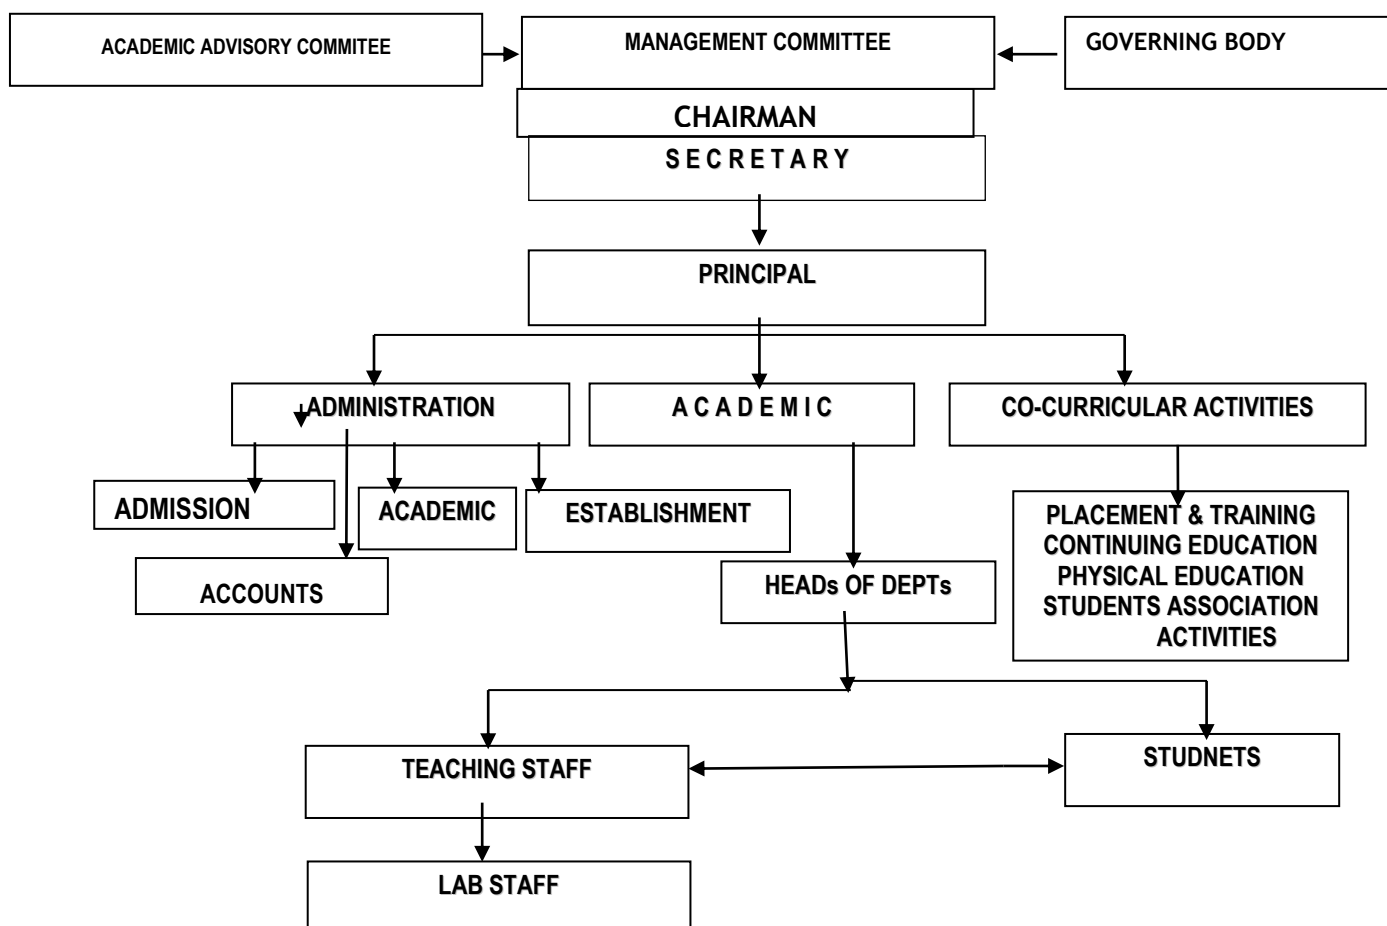 ACADEMIC ADVISORY COMMITEE
MANAGEMENT COMMITTEE
GOVERNING BODY
CHAIRMAN
S E C R E T A R Y
PRINCIPAL
ADMINISTRATION
A C A D E M I C
CO-CURRICULAR ACTIVITIES
ADMISSION
ACADEMIC
ESTABLISHMENT
ACCOUNTS
PLACEMENT & TRAINING
CONTINUING EDUCATION
PHYSICAL EDUCATION
STUDENTS ASSOCIATION
ACTIVITIES
HEADs OF DEPTs
TEACHING STAFF
STUDNETS
LAB STAFF